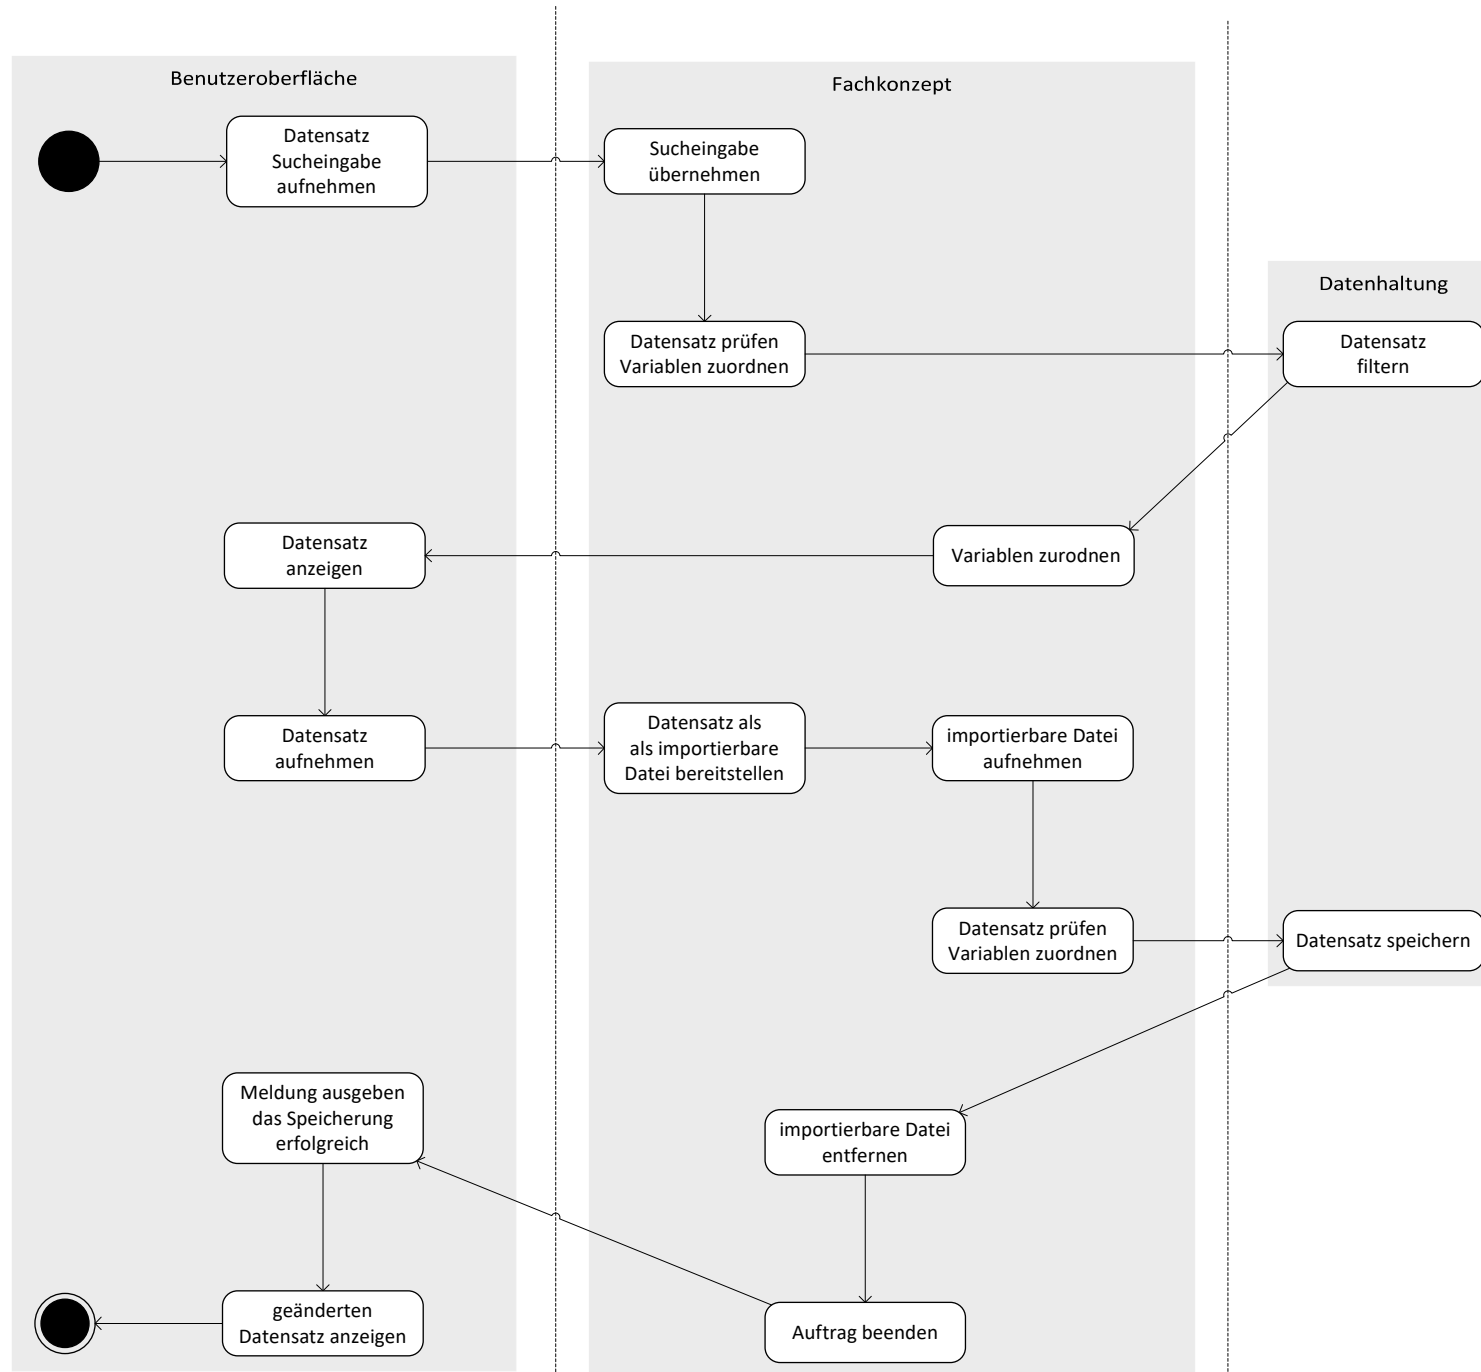 Benutzeroberfläche
Fachkonzept
Datensatz
Sucheingabe
aufnehmen
Sucheingabe
übernehmen
Datenhaltung
Datensatz prüfen
Variablen zuordnen
Datensatz
filtern
Datensatz
anzeigen
Variablen zurodnen
Datensatz
aufnehmen
Datensatz als
als importierbare
Datei bereitstellen
importierbare Datei
aufnehmen
Datensatz prüfen
Variablen zuordnen
Datensatz speichern
Meldung ausgeben
das Speicherung
erfolgreich
importierbare Datei
entfernen
geänderten
Datensatz anzeigen
Auftrag beenden